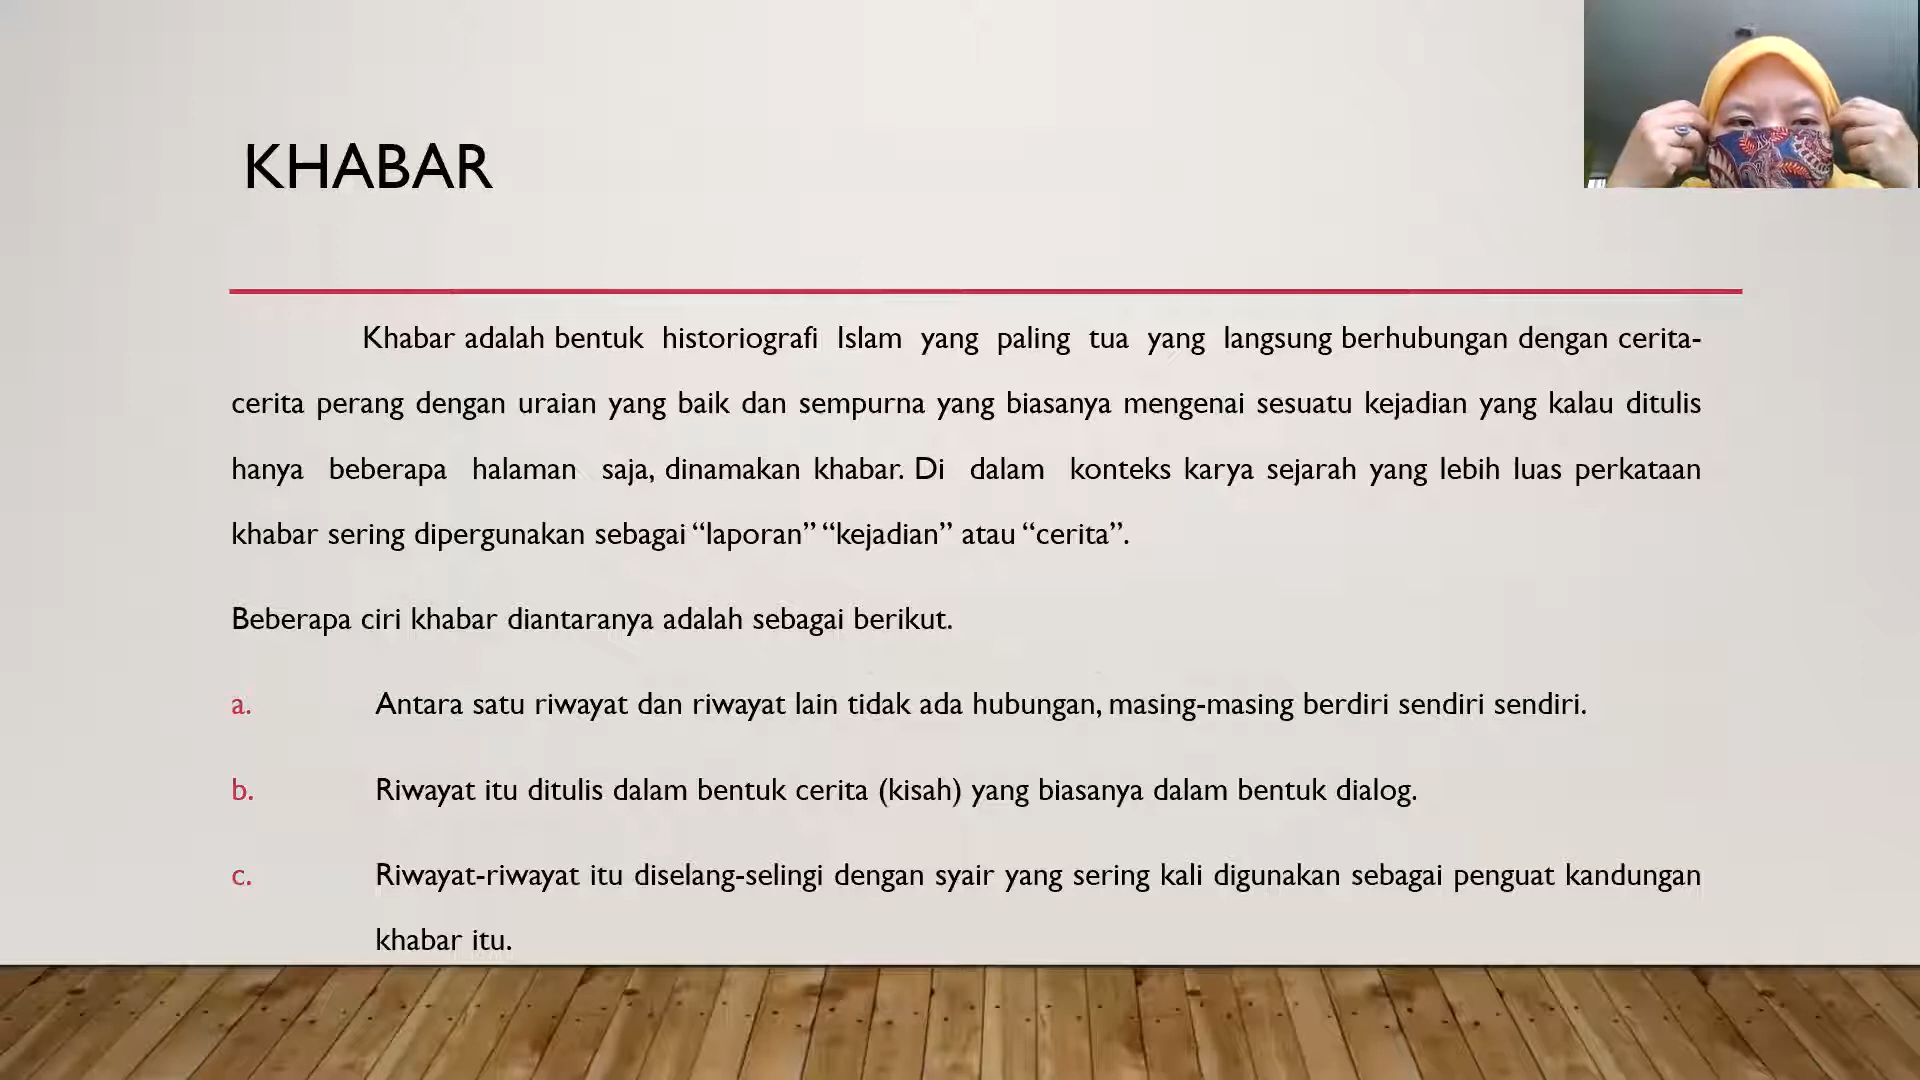 KHABAR
Khabar adalah bentuk historiografi Islam yang paling tua yang langsung berhubungan dengan cerita-
cerita perang dengan uraian yang baik dan sempurna yang biasanya mengenai sesuatu kejadian yang kalau ditulis
hanya beberapa halaman saja, dinamakan khabar. Di dalam konteks karya sejarah yang lebih luas perkataan
khabar sering dipergunakan sebagai “laporan” “kejadian” atau “cerita”.
Beberapa ciri khabar diantaranya adalah sebagai berikut.
a. Antara satu riwayat dan riwayat lain tidak ada hubungan, masing-masing berdiri sendiri sendiri.
b. Riwayat itu ditulis dalam bentuk cerita (kisah) yang biasanya dalam bentuk dialog.
c. Riwayat-riwayat itu diselang-selingi dengan syair yang sering kali digunakan sebagai penguat kandungan
khabar itu.